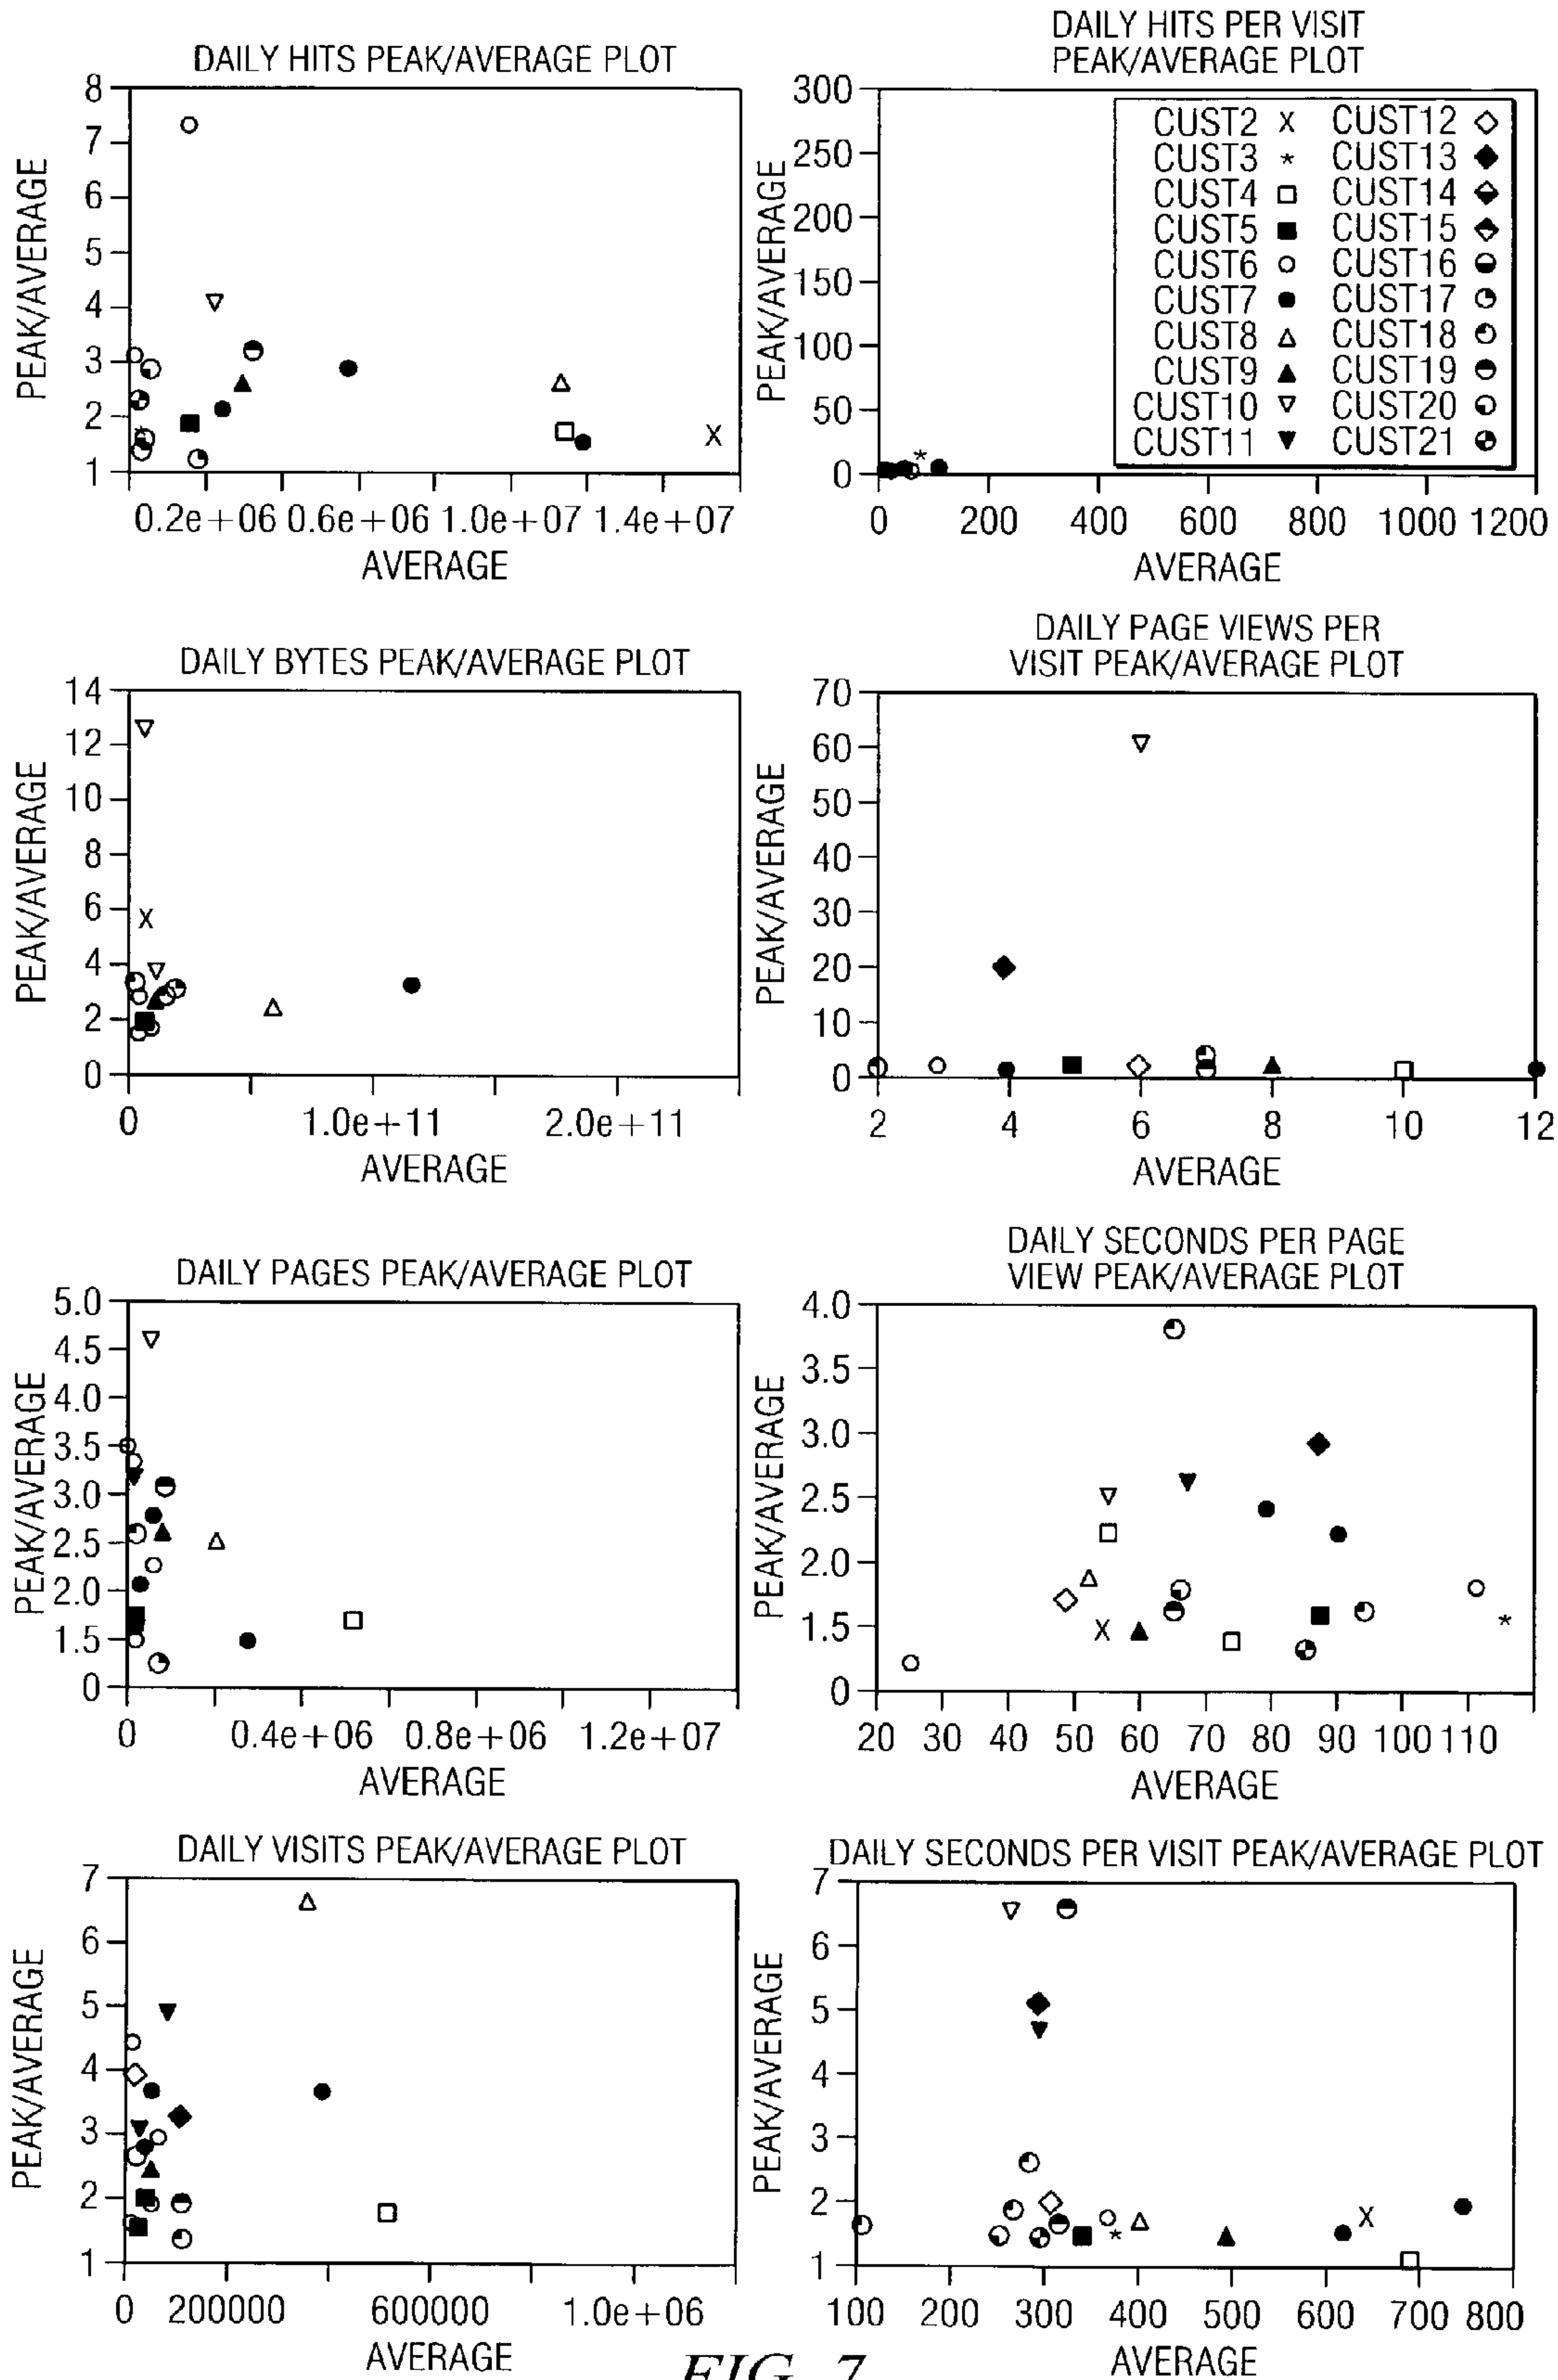 DAILY HITS PEAK/AVERAGE PLOT
PEAK/AVERAGE
8
7
6
5
4
3
2
1
0.2e+06 0.6e+06 1.0e+07 1.4e+07
AVERAGE
DAILY HITS PER VISIT
PEAK/AVERAGE PLOT
PEAK/AVERAGE
300
250
200
150
100
50
0
CUST2 CUST12
CUST3 CUST13
CUST4 CUST14
CUST5 CUST15
CUST6 CUST16
CUST7 CUST17
CUST8 CUST18
CUST9 CUST19
CUST10 CUST20
CUST11 CUST21
0 200 400 600 800 1000 1200
AVERAGE
DAILY BYTES PEAK/AVERAGE PLOT
PEAK/AVERAGE
14
12
10
8
6
4
2
0
0 1.0e+11 2.0e+11
AVERAGE
DAILY PAGE VIEWS PER
VISIT PEAK/AVERAGE PLOT
PEAK/AVERAGE
70
60
50
40
30
20
10
0
2 4 6 8 10 12
AVERAGE
DAILY PAGES PEAK/AVERAGE PLOT
PEAK/AVERAGE
5.0
4.5
4.0
3.5
3.0
2.5
2.0
1.5
0
0 0.4e+06 0.8e+06 1.2e+07
AVERAGE
DAILY SECONDS PER PAGE
VIEW PEAK/AVERAGE PLOT
PEAK/AVERAGE
4.0
3.5
3.0
2.5
2.0
1.5
0
20 30 40 50 60 70 80 90 100 110
AVERAGE
DAILY VISITS PEAK/AVERAGE PLOT
PEAK/AVERAGE
7
6
5
4
3
2
1
0 200000 600000 1.0e+06
AVERAGE
DAILY SECONDS PER VISIT PEAK/AVERAGE PLOT
PEAK/AVERAGE
7
6
5
4
3
2
1
100 200 300 400 500 600 700 800
AVERAGE
FIG. 7